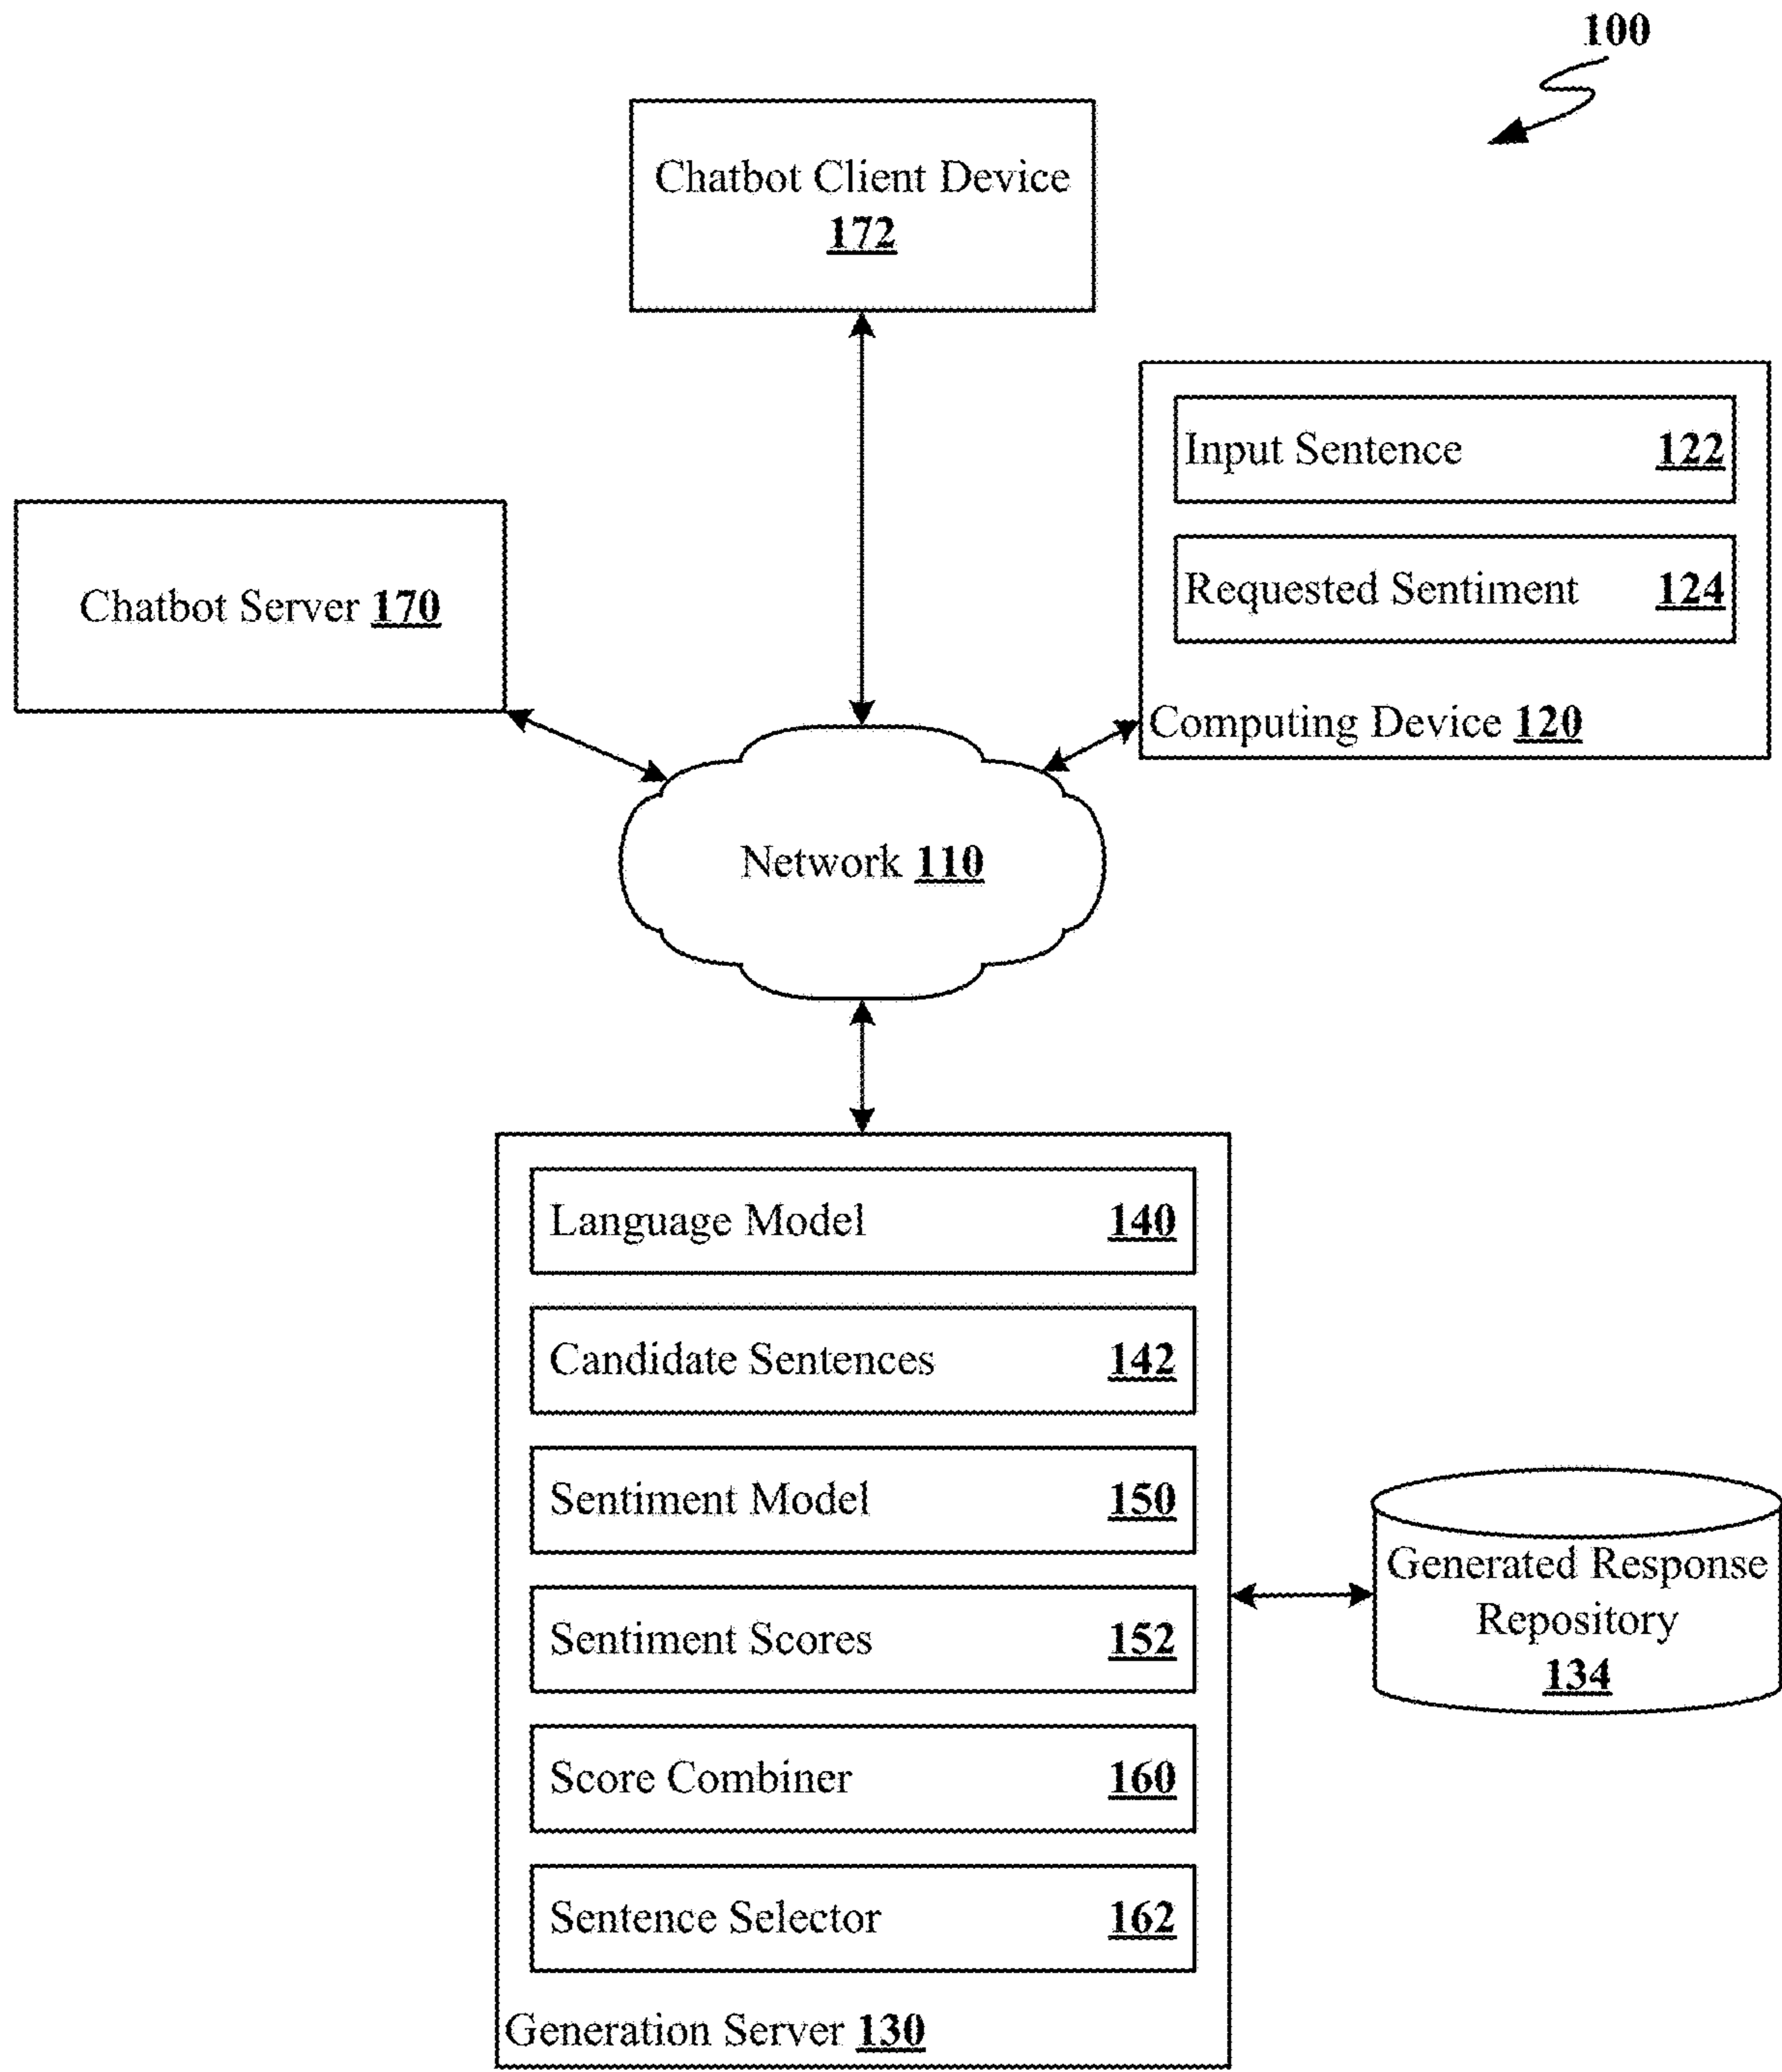 100
Chatbot Client Device
172
Input Sentence 122
Requested Sentiment 124
Computing Device 120
Chatbot Server 170
Network 110
Language Model 140
Candidate Sentences 142
Sentiment Model 150
Sentiment Scores 152
Score Combiner 160
Sentence Selector 162
Generation Server 130
Generated Response
Repository
134